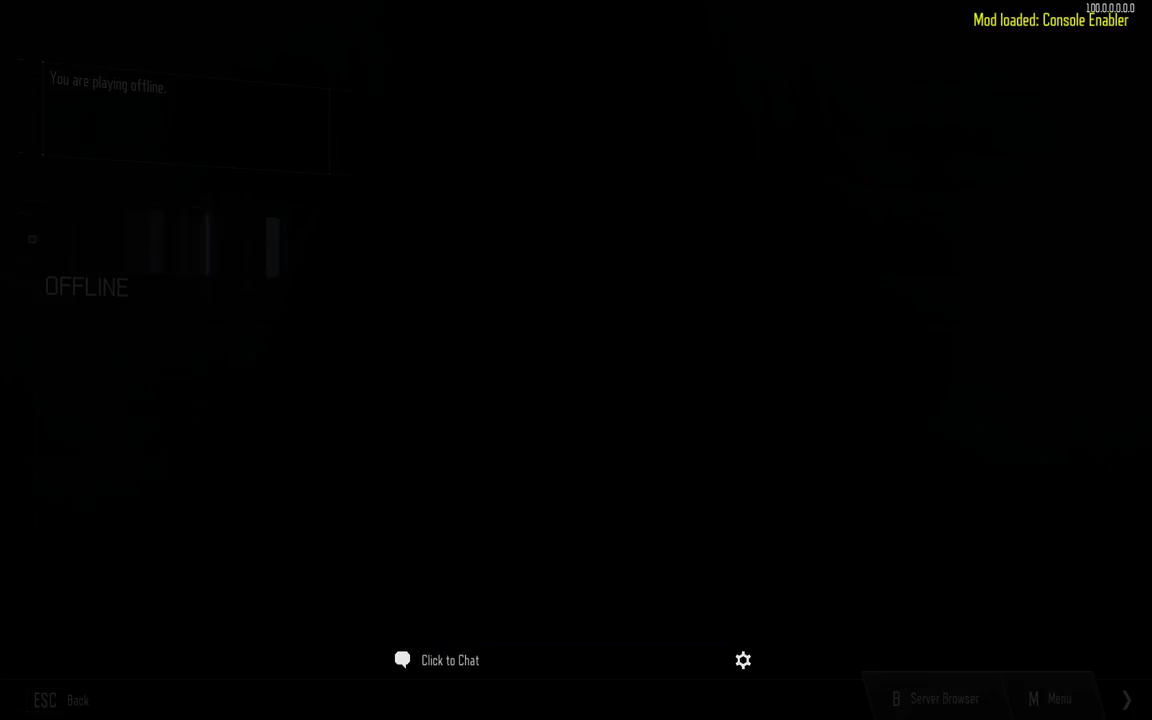 100.0.0.0.0.0
Mod loaded: Console Enabler
You are playing offline.
OFFLINE
Click to Chat
ESC Back
B Server Browser
M Menu